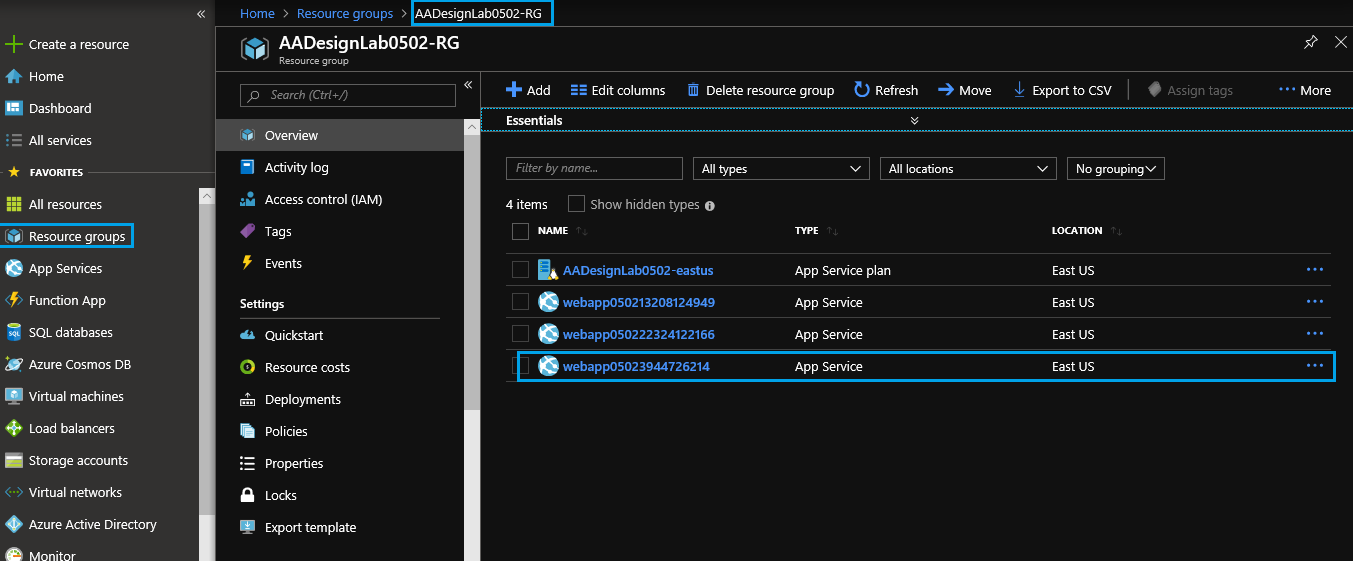 «
Create a resource
Home
Dashboard
All services
FAVORITES
All resources
Resource groups
App Services
Function App
SQL databases
Azure Cosmos DB
Virtual machines
Load balancers
Storage accounts
Virtual networks
Azure Active Directory
Monitor
Home > Resource groups > AADesignLab0502-RG
AADesignLab0502-RG
Resource group
Search (Ctrl+/)
«
Overview
Activity log
Access control (IAM)
Tags
Events
Settings
Quickstart
Resource costs
Deployments
Policies
Properties
Locks
Export template
Add Edit columns Delete resource group Refresh Move Export to CSV Assign tags More
Essentials
Filter by name... All types All locations No grouping
4 items Show hidden types
NAME TYPE LOCATION
AADesignLab0502-eastus App Service plan East US
webapp050213208124949 App Service East US
webapp050222324122166 App Service East US
webapp05023944726214 App Service East US